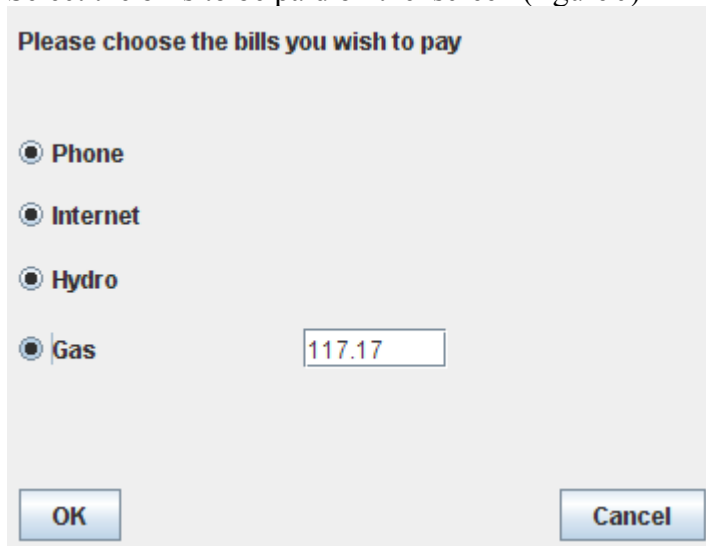 Please choose the bills you wish to pay
Phone
Internet
Hydro
Gas 117.17
OK Cancel